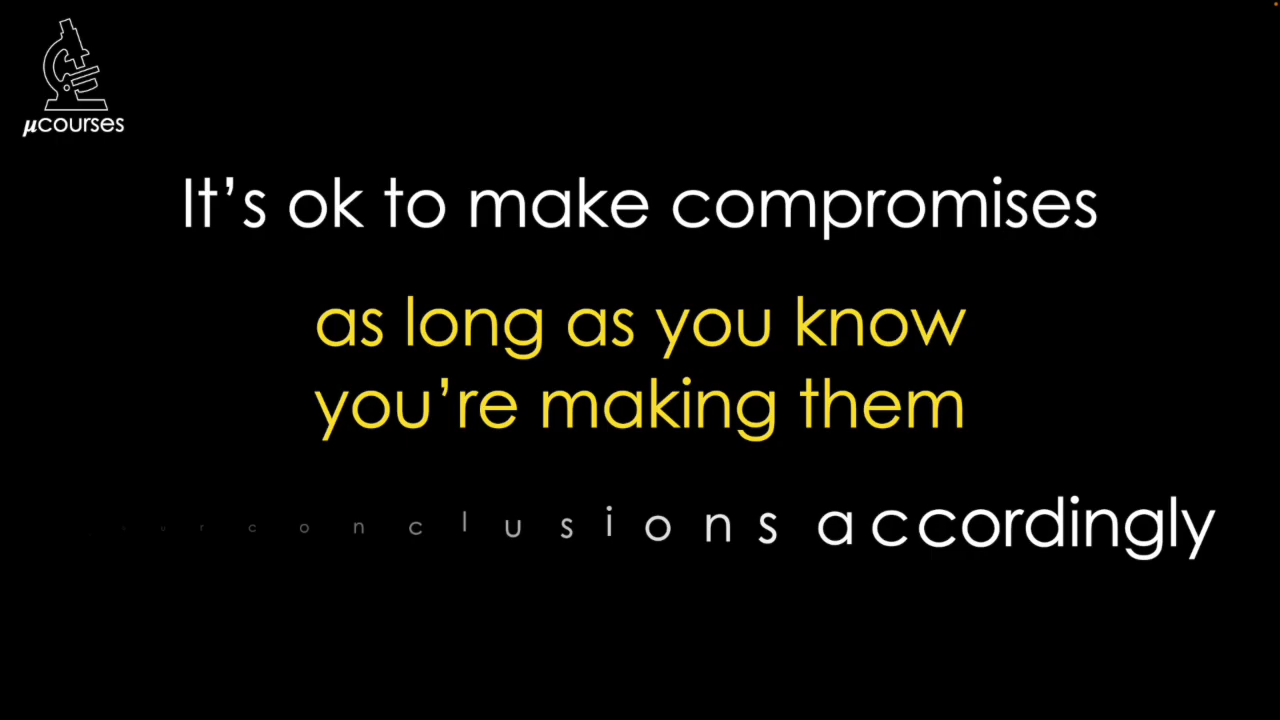 µcourses
It’s ok to make compromises
as long as you know
you’re making them
conclusions accordingly